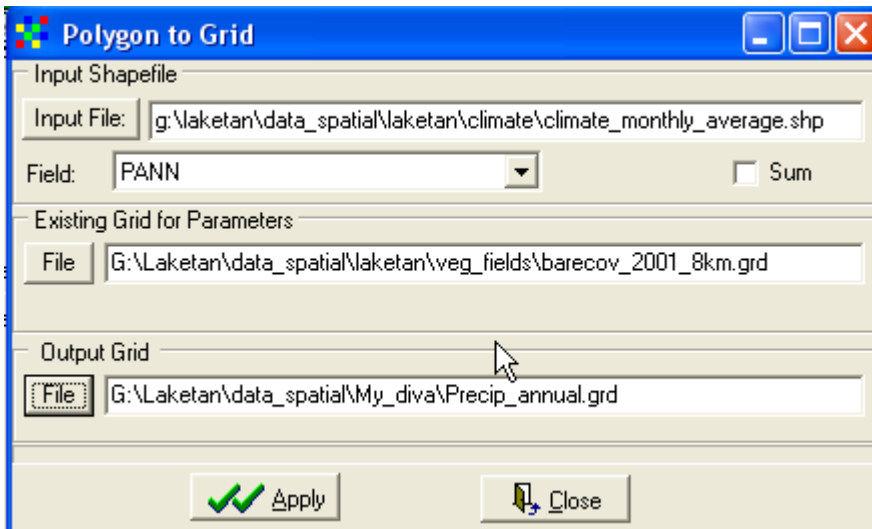 Polygon to Grid
Input Shapefile
Input File: g:\laketan\data_spatial\laketan\climate\climate_monthly_average.shp
Field: PANN Sum
Existing Grid for Parameters
File G:\Laketan\data_spatial\laketan\veg_fields\barecov_2001_8km.grd
Output Grid
File G:\Laketan\data_spatial\My_diva\Precip_annual.grd
Apply Close